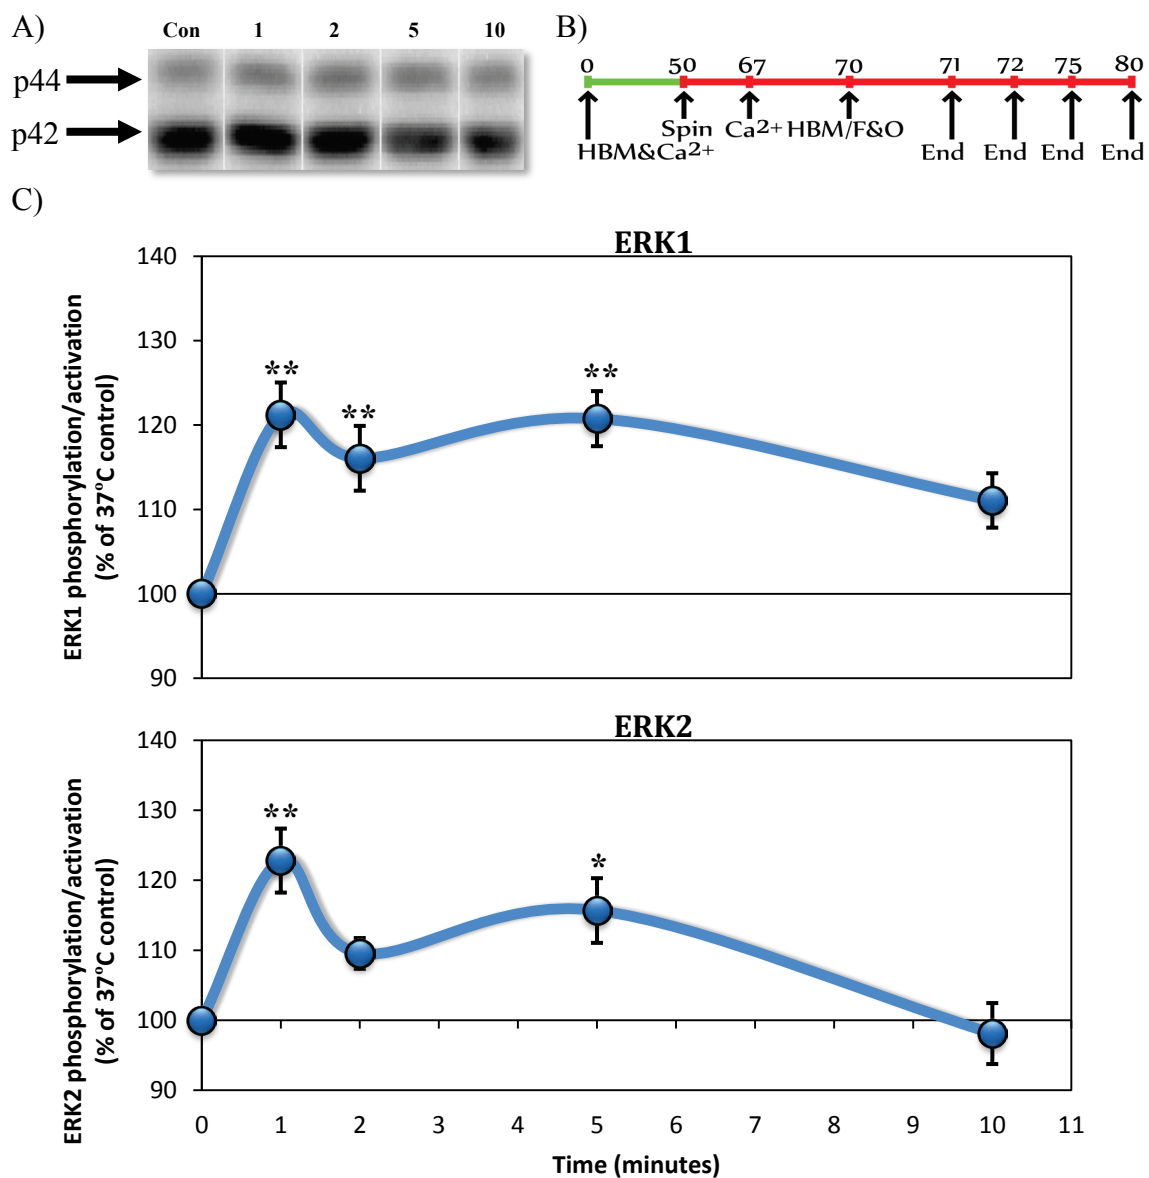 A)
Con 1 2 5 10
p44
p42
B)
0 50 67 70 71 72 75 80
Spin Ca2+ HBM/F&O
HBM&Ca2+ End End End End
C)
ERK1
140
130
120
110
100
90
ERK1 phosphorylation/activation
(% of 37°C control)
** ** **
ERK2
140
130
120
110
100
90
ERK2 phosphorylation/activation
(% of 37°C control)
** *
0 1 2 3 4 5 6 7 8 9 10 11
Time (minutes)